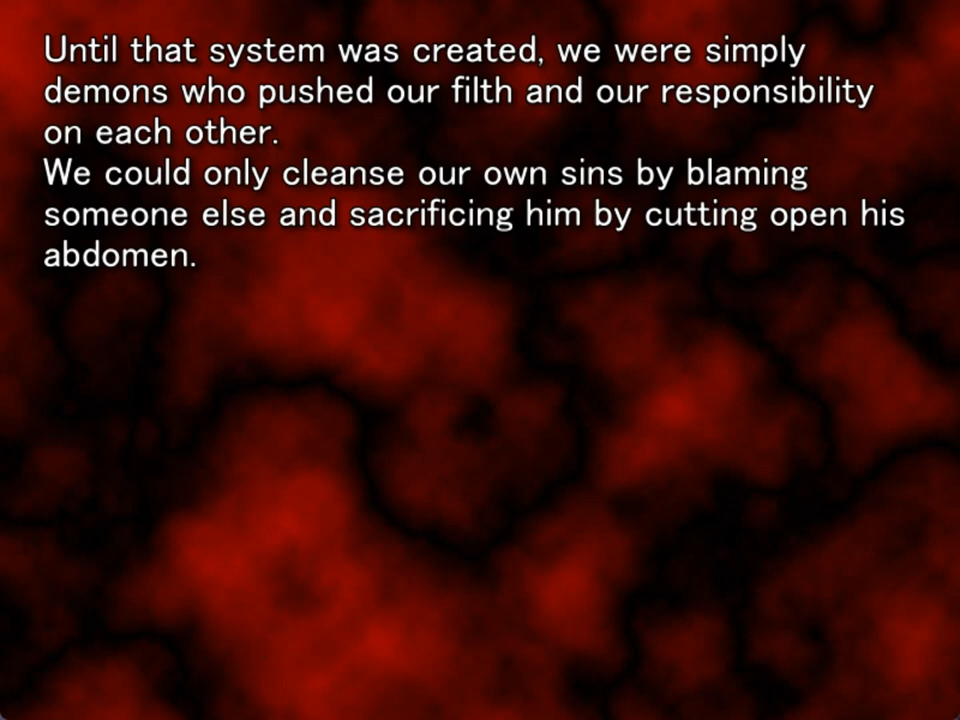 Until that system was created, we were simply
demons who pushed our filth and our responsibility
on each other.
We could only cleanse our own sins by blaming
someone else and sacrificing him by cutting open his
abdomen.